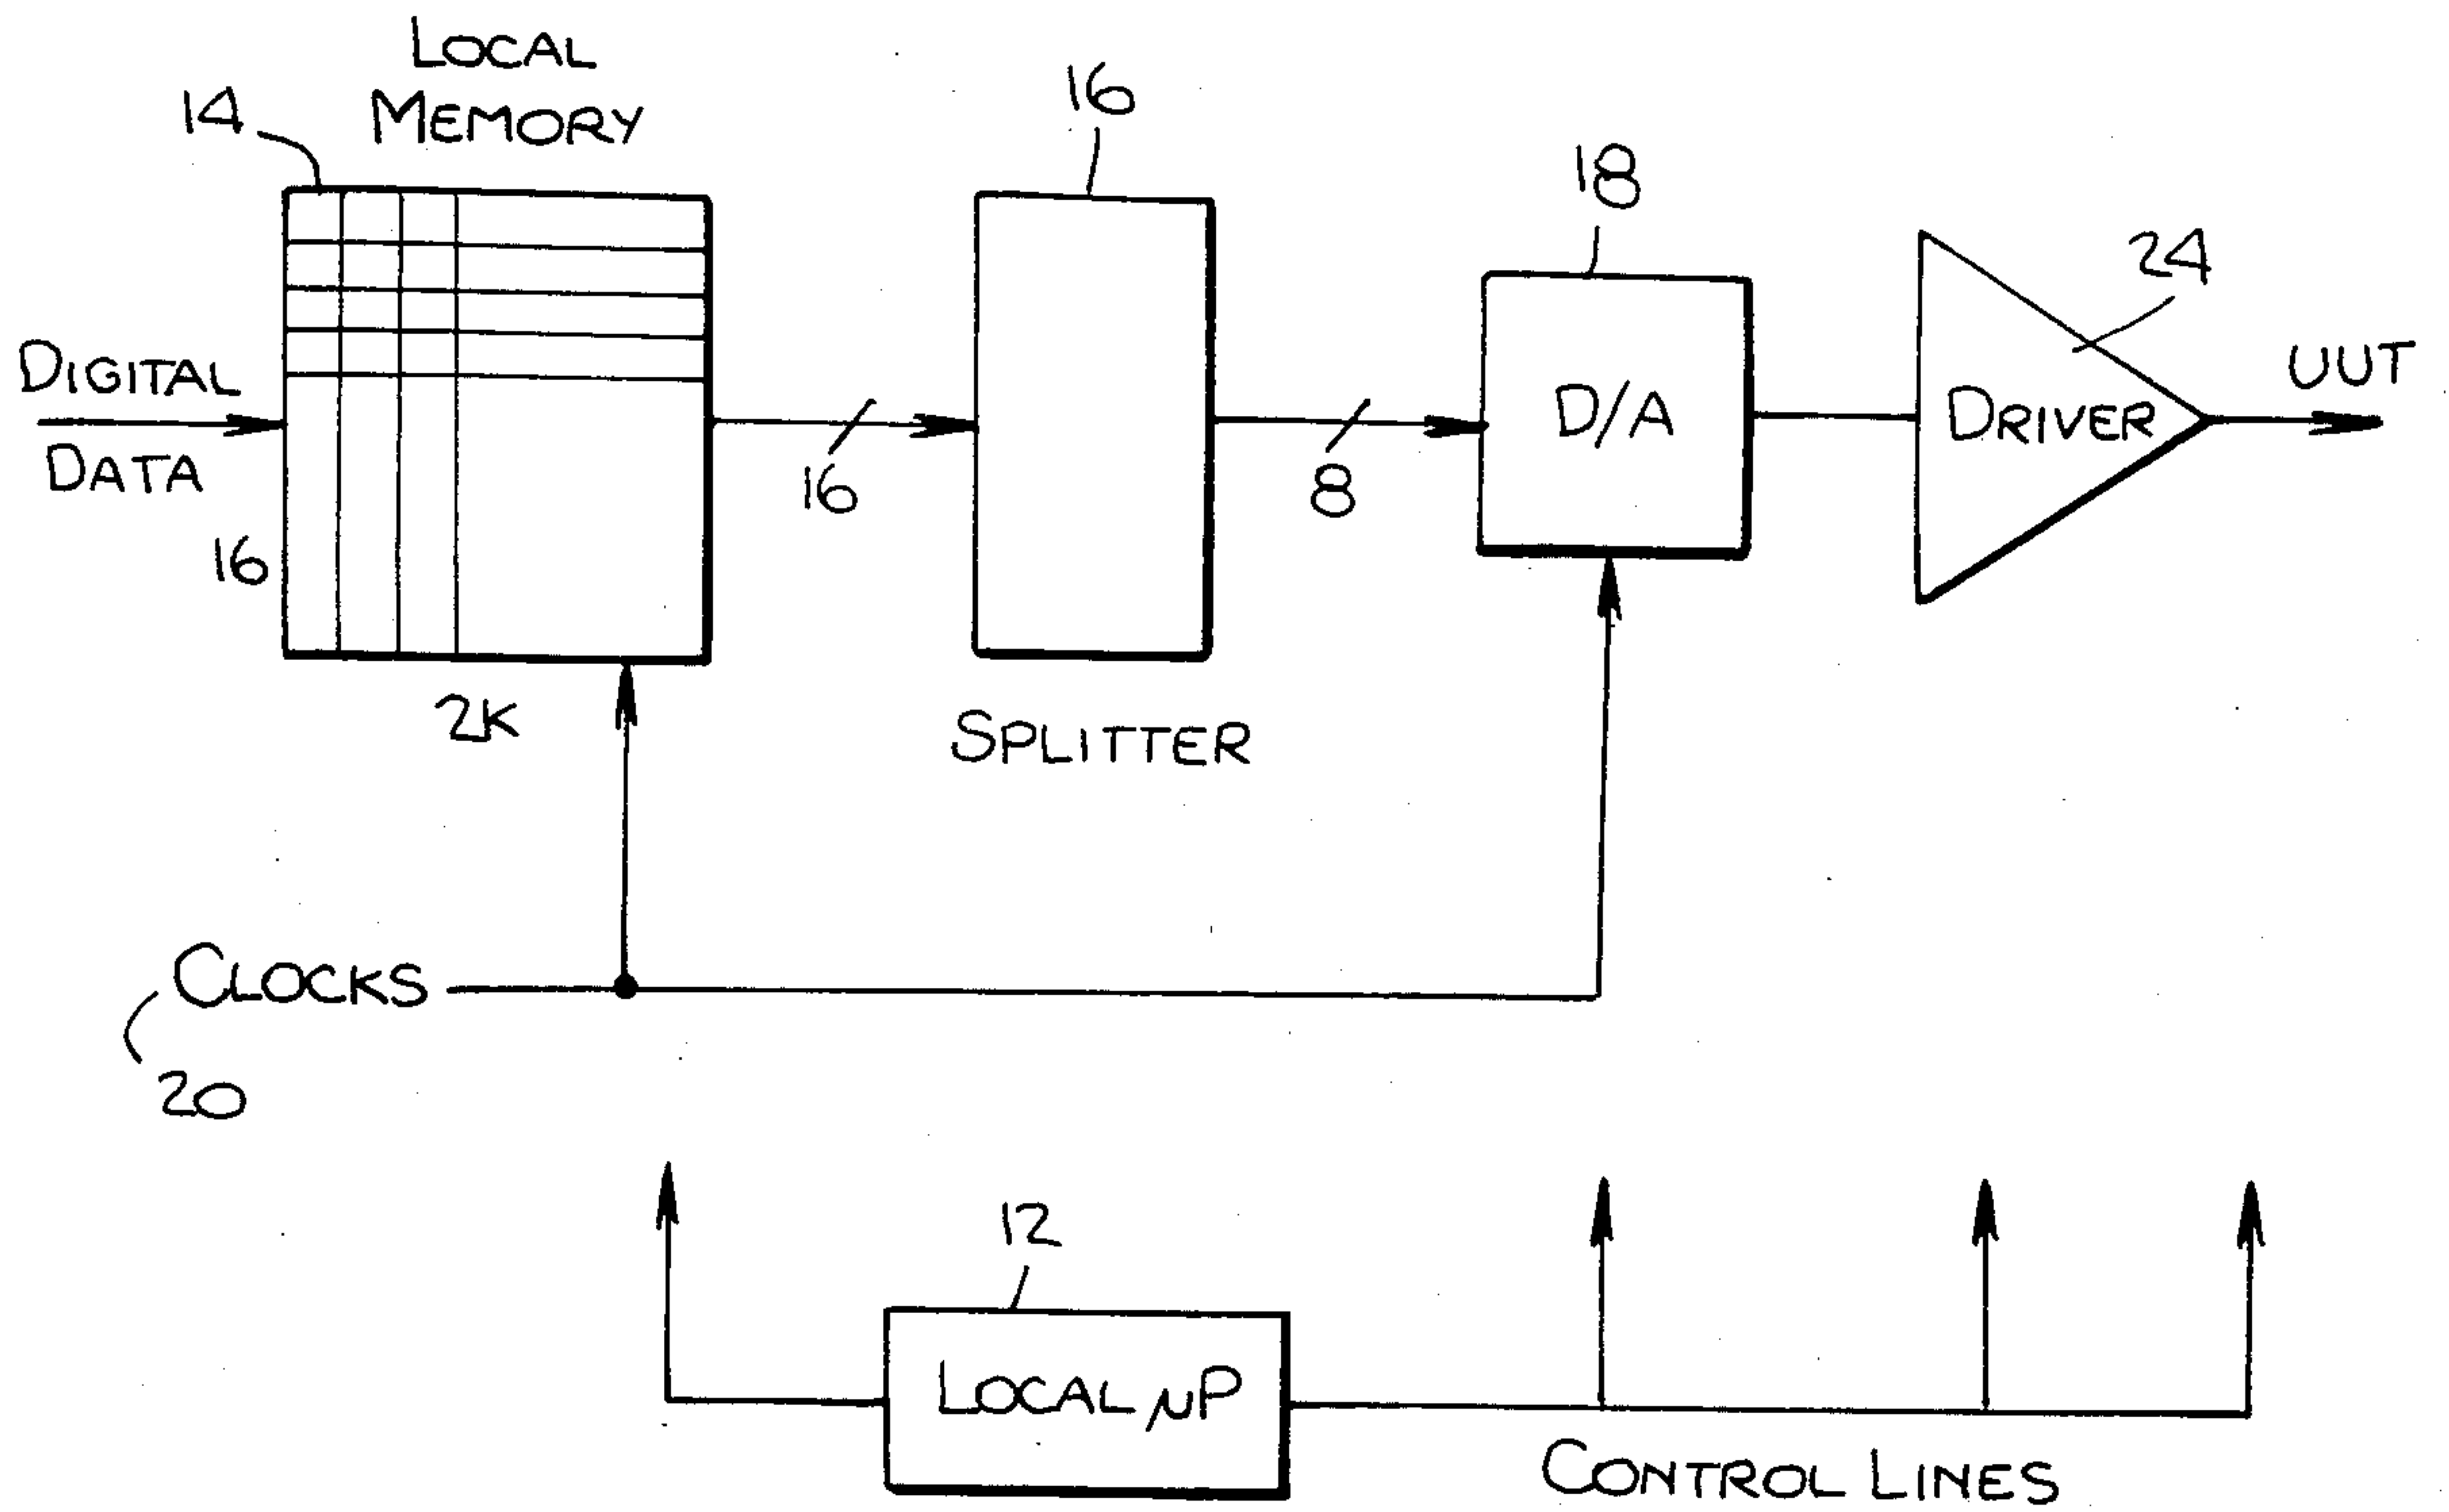 LOCAL
MEMORY
14
16
18
24
DIGITAL
DATA
16
2K
16
SPLITTER
8
D/A
DRIVER
UUT
CLOCKS
20
12
LOCAL µP
CONTROL LINES